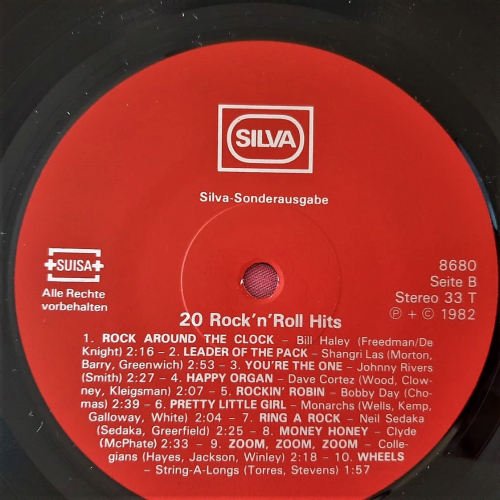 SILVA
Silva-Sonderausgabe
+SUISA+
Alle Rechte
vorbehalten
8680
Seite B
Stereo 33 T
Ⓟ + © 1982
20 Rock'n'Roll Hits
1. ROCK AROUND THE CLOCK – Bill Haley (Freedman/De
Knight) 2:16 – 2. LEADER OF THE PACK – Shangri Las (Morton,
Barry, Greenwich) 2:53 – 3. YOU'RE THE ONE – Johnny Rivers
(Smith) 2:27 – 4. HAPPY ORGAN – Dave Cortez (Wood, Clow-
ney, Kleigsman) 2:07 – 5. ROCKIN' ROBIN – Bobby Day (Cho-
mas) 2:39 – 6. PRETTY LITTLE GIRL – Monarchs (Wells, Kemp,
Galloway, White) 2:04 – 7. RING A ROCK – Neil Sedaka
(Sedaka, Greerfield) 2:25 – 8. MONEY HONEY – Clyde
(McPhate) 2:33 – 9. ZOOM, ZOOM, ZOOM – Colle-
gians (Hayes, Jackson, Winley) 2:18 – 10. WHEELS
– String-A-Longs (Torres, Stevens) 1:57